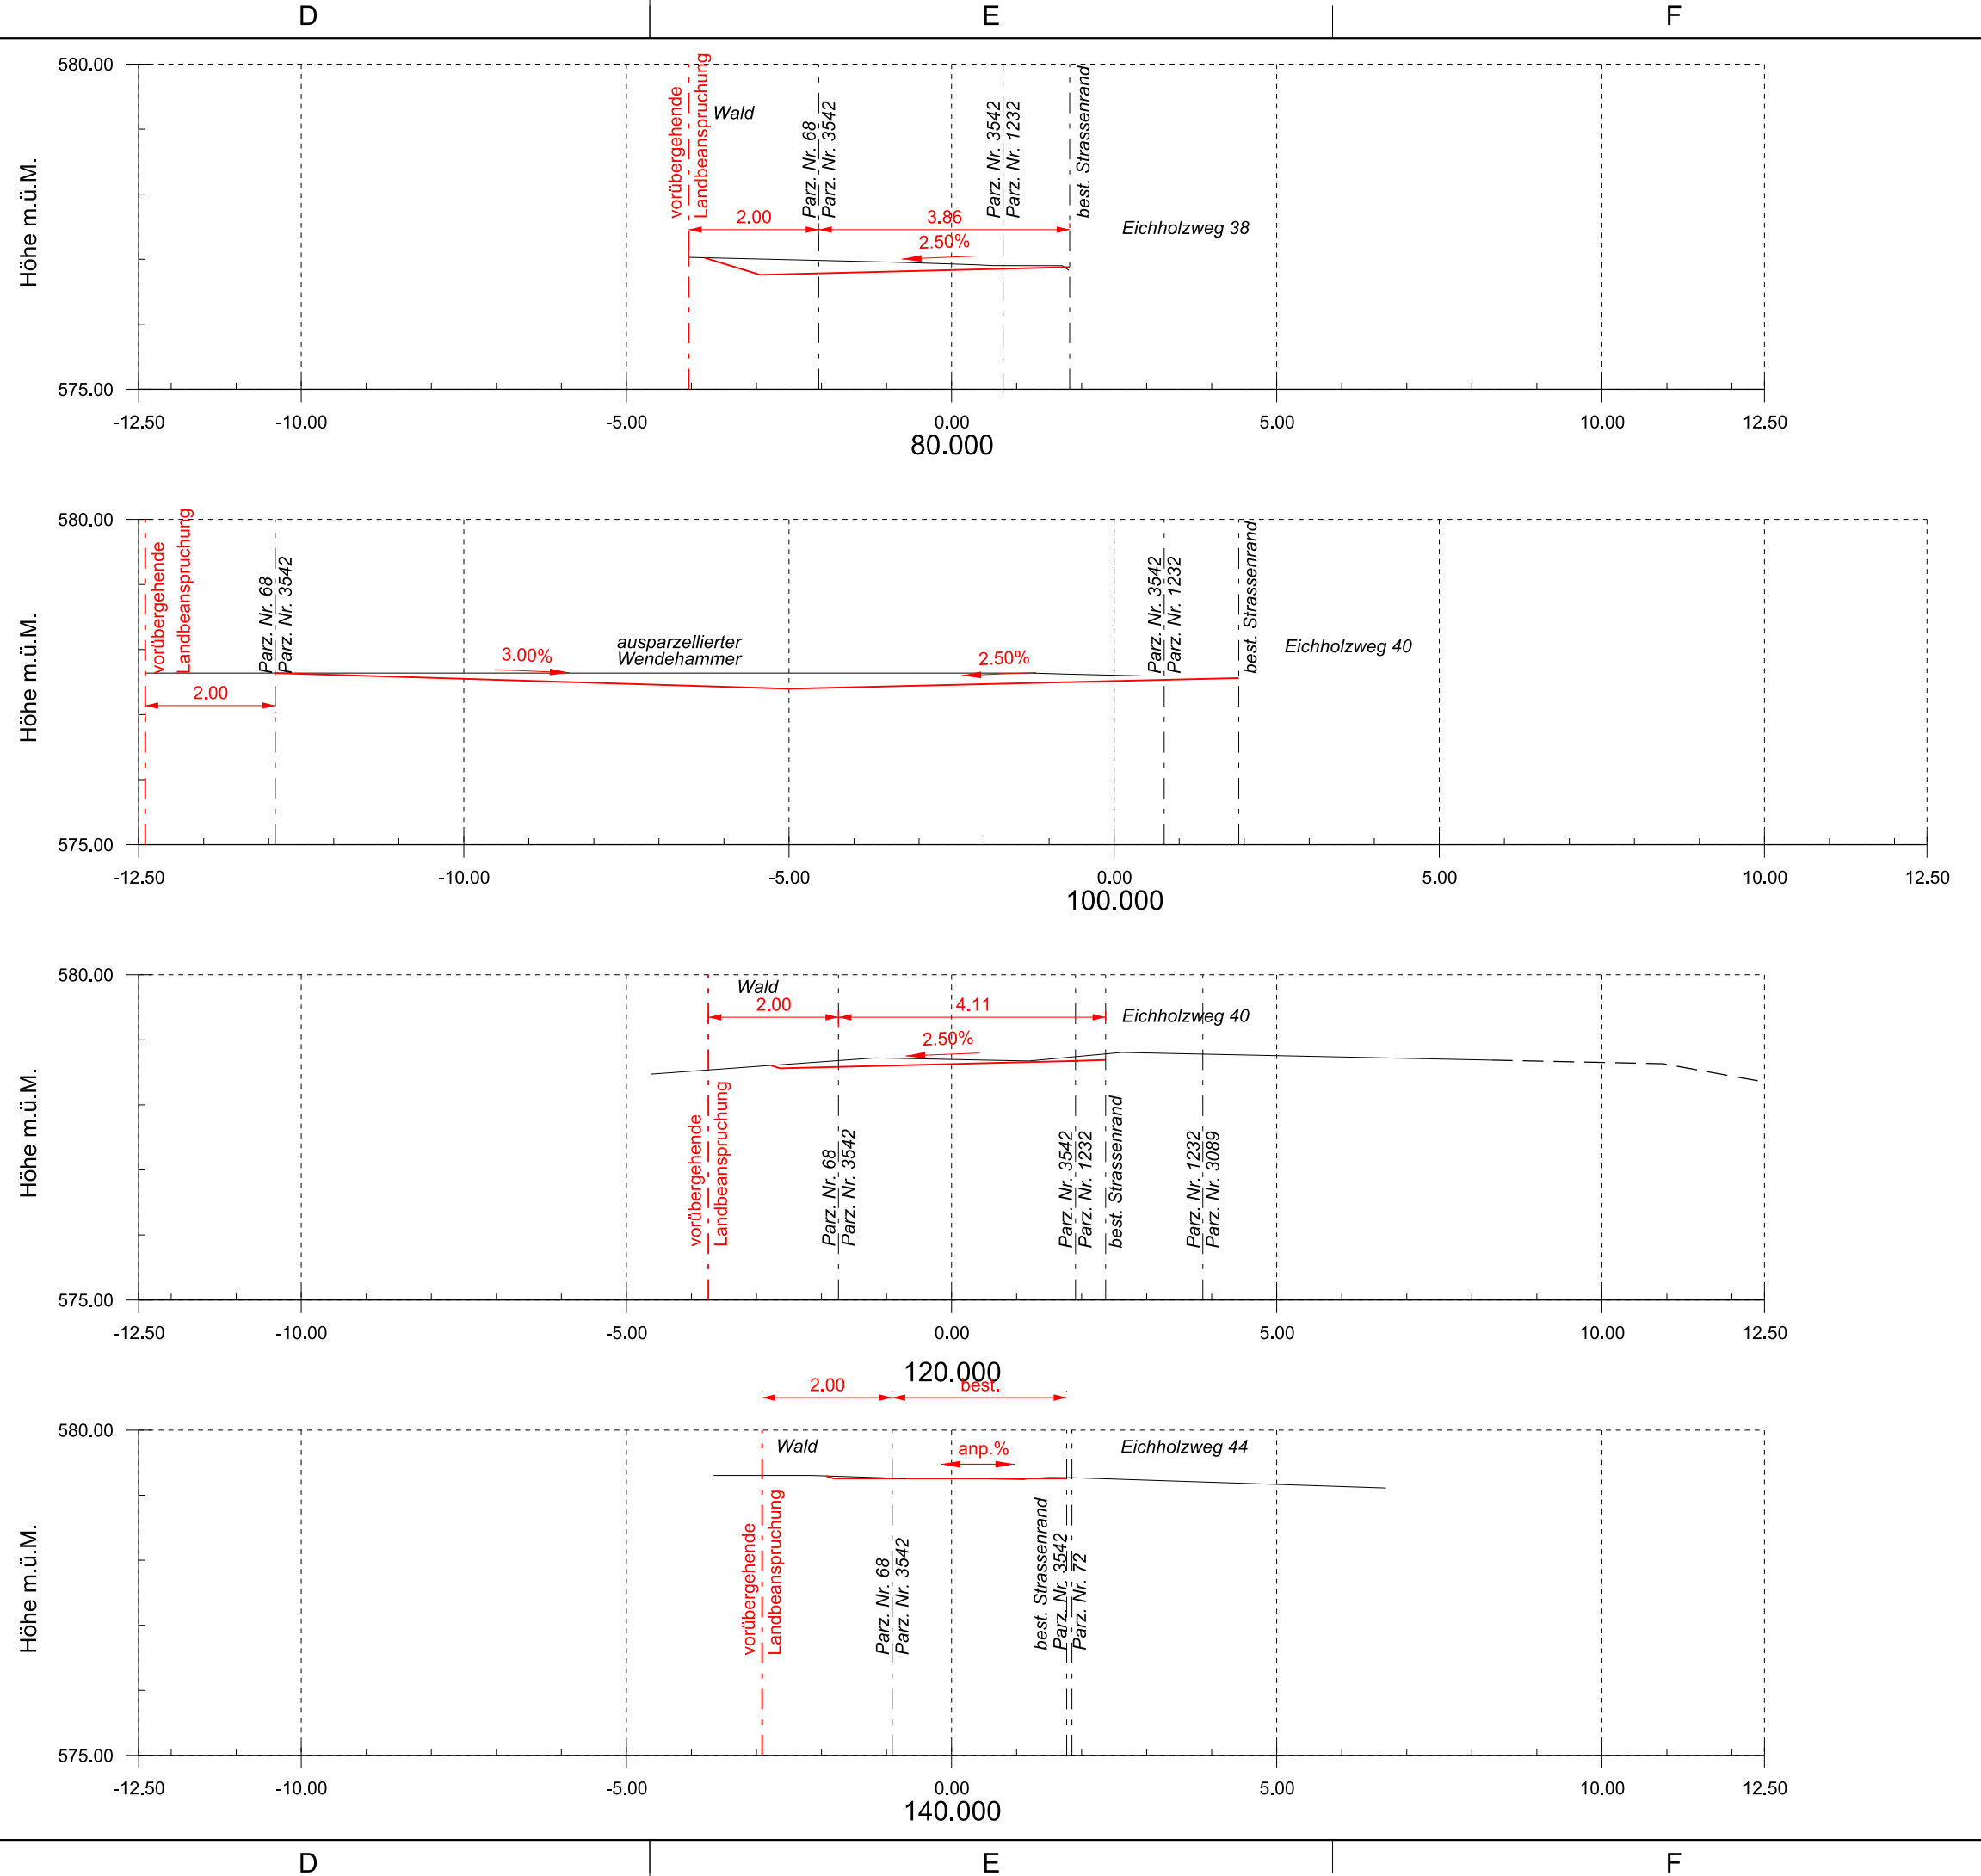 D
E
F
580.00
Höhe m.ü.M.
575.00
vorübergehende
Landbeanspruchung
Wald
Parz. Nr. 68
Parz. Nr. 3542
Parz. Nr. 3542
Parz. Nr. 1232
best. Strassenrand
2.00
3.86
2.50%
Eichholzweg 38
-12.50
-10.00
-5.00
0.00
5.00
10.00
12.50
80.000
580.00
Höhe m.ü.M.
575.00
vorübergehende
Landbeanspruchung
Parz. Nr. 68
Parz. Nr. 3542
2.00
3.00%
ausparzellierter
Wendehammer
2.50%
Parz. Nr. 3542
Parz. Nr. 1232
best. Strassenrand
Eichholzweg 40
-12.50
-10.00
-5.00
0.00
5.00
10.00
12.50
100.000
580.00
Höhe m.ü.M.
575.00
Wald
2.00
4.11
2.50%
Eichholzweg 40
vorübergehende
Landbeanspruchung
Parz. Nr. 68
Parz. Nr. 3542
Parz. Nr. 3542
Parz. Nr. 1232
best. Strassenrand
Parz. Nr. 1232
Parz. Nr. 3089
-12.50
-10.00
-5.00
0.00
5.00
10.00
12.50
120.000
2.00
best.
580.00
Höhe m.ü.M.
575.00
Wald
anp.%
Eichholzweg 44
vorübergehende
Landbeanspruchung
Parz. Nr. 68
Parz. Nr. 3542
best. Strassenrand
Parz. Nr. 3542
Parz. Nr. 72
-12.50
-10.00
-5.00
0.00
5.00
10.00
12.50
140.000
D
E
F